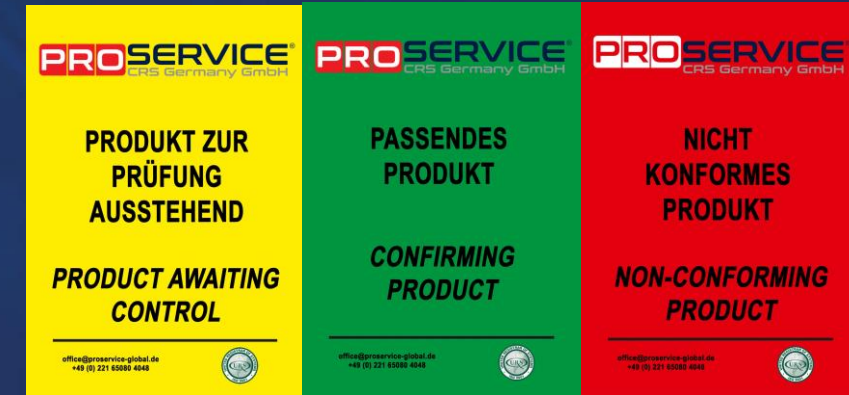 PROSERVICE®
CRS Germany GmbH
PRODUKT ZUR
PRÜFUNG
AUSSTEHEND
PRODUCT AWAITING
CONTROL
office@proservice-global.de
+49 (0) 221 65080 4048
PROSERVICE®
CRS Germany GmbH
PASSENDES
PRODUKT
CONFIRMING
PRODUCT
office@proservice-global.de
+49 (0) 221 65080 4048
PROSERVICE
CRS Germany GmbH
NICHT
KONFORMES
PRODUKT
NON-CONFORMING
PRODUCT
office@proservice-global.de
+49 (0) 221 65080 4048